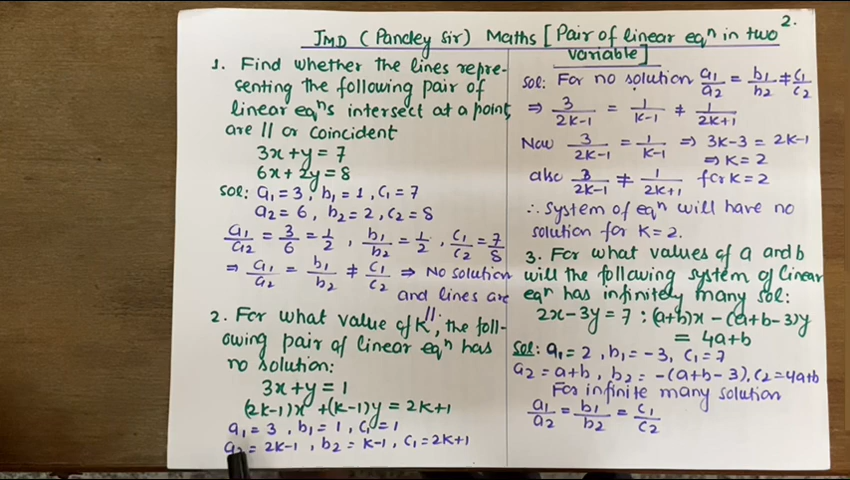 2.
JMD (Pandey Sir) Maths [Pair of linear eqⁿ in two
variable]
1. Find whether the lines repre-
senting the following pair of
linear eqⁿs intersect at a point,
are || or coincident
3x+y=7
6x+2y=8
Sol: a₁=3, b₁=1, c₁=7
a₂=6, b₂=2, c₂=8
a₁/a₂ = 3/6 = 1/2, b₁/b₂ = 1/2, c₁/c₂ = 7/8
⇒ a₁/a₂ = b₁/b₂ ≠ c₁/c₂ ⇒ No solution
and lines are
||.
2. For what value of K, the foll-
owing pair of linear eqⁿ has
no solution:
3x+y=1
(2K-1)x+(K-1)y=2K+1
a₁=3, b₁=1, c₁=1
a₂=2K-1, b₂=K-1, c₁=2K+1
Sol: For no solution a₁/a₂ = b₁/b₂ ≠ c₁/c₂
⇒ 3/2K-1 = 1/K-1 ≠ 1/2K+1
Now 3/2K-1 = 1/K-1 ⇒ 3K-3=2K-1
⇒ K=2
also 3/2K-1 ≠ 1/2K+1 for K=2
∴ System of eqⁿ will have no
solution for K=2.
3. For what values of a and b
will the following system of linear
eqⁿ has infinitely many sol:
2x-3y=7 : (a+b)x-(a+b-3)y
=4a+b
Sol: a₁=2, b₁=-3, c₁=7
a₂=a+b, b₂=-(a+b-3), c₂=4a+b
For infinite many solution
a₁/a₂ = b₁/b₂ = c₁/c₂